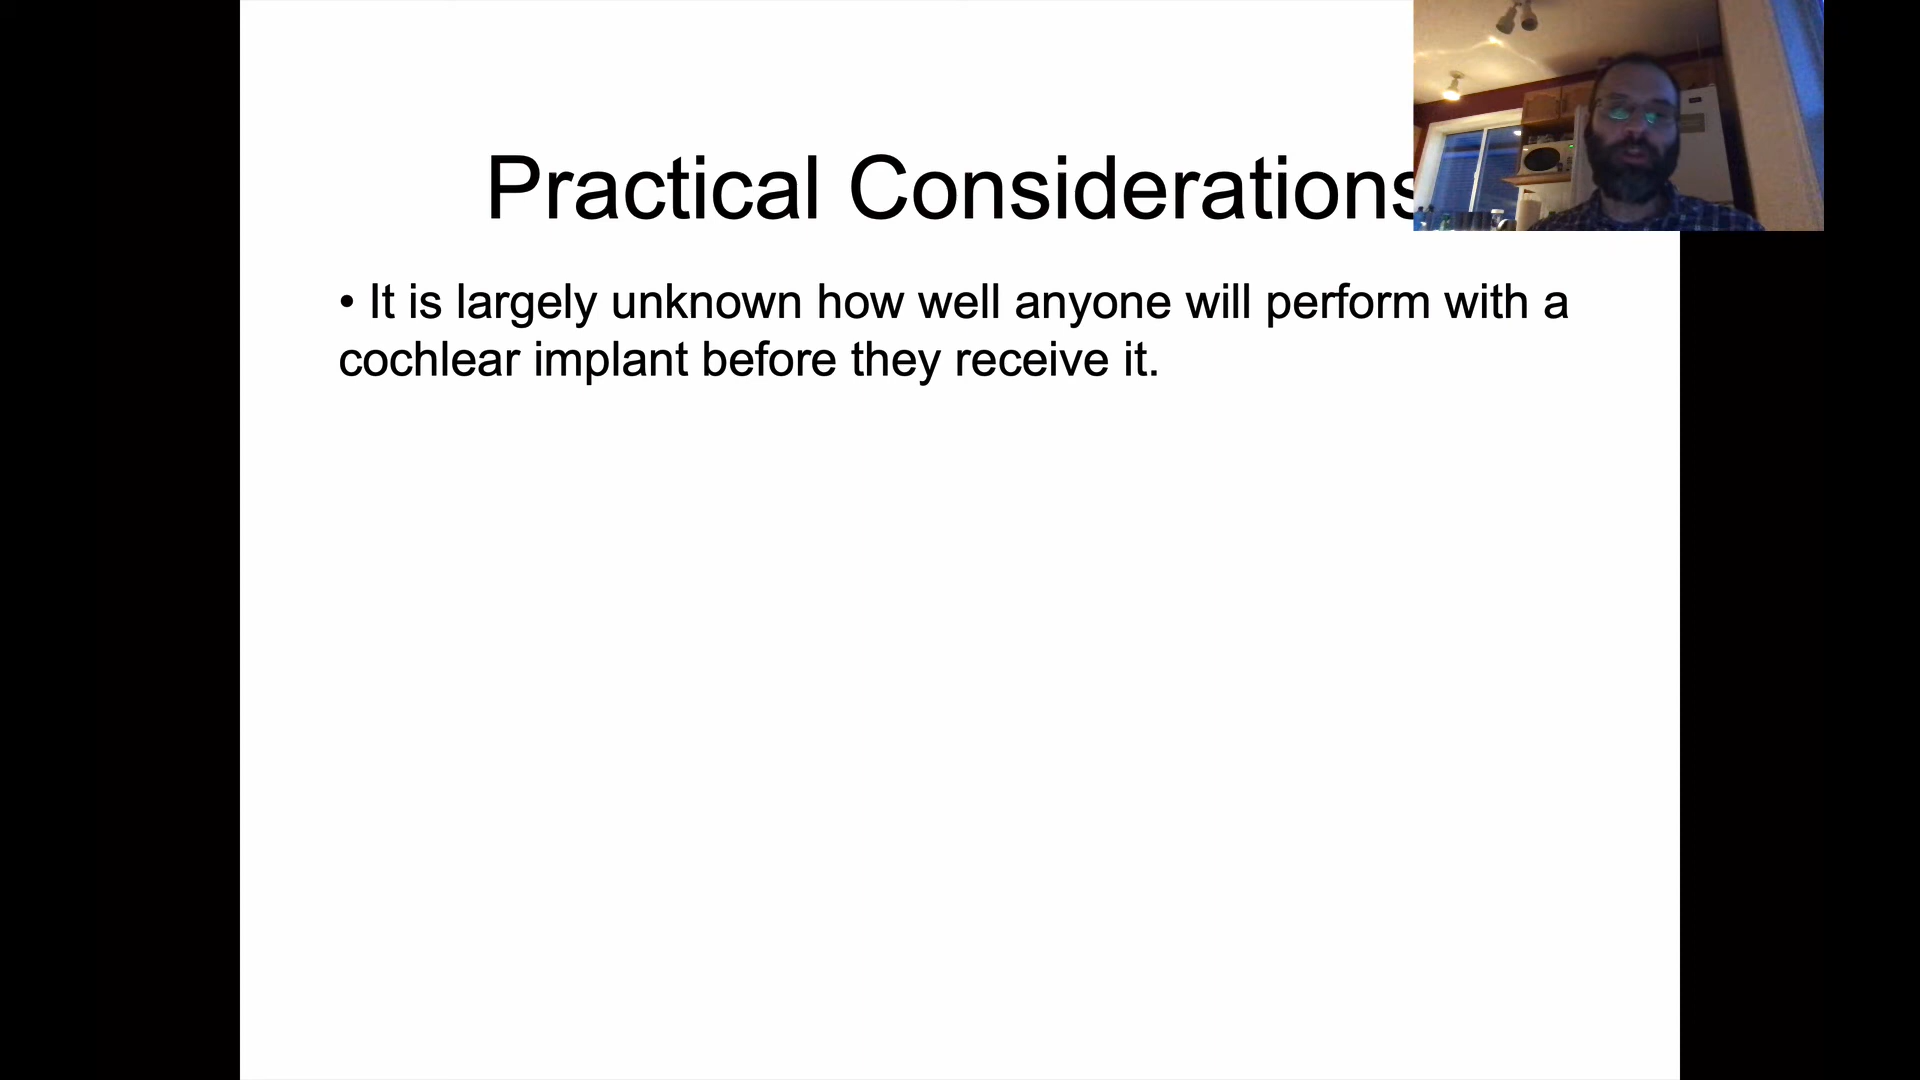 Practical Considerations
• It is largely unknown how well anyone will perform with a
cochlear implant before they receive it.